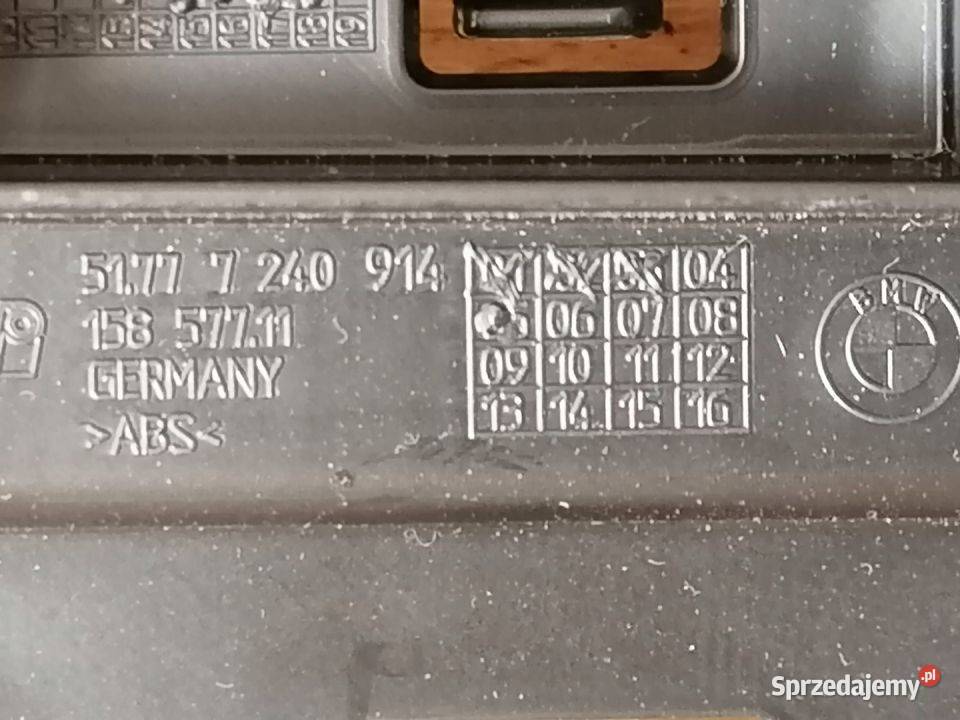 51.77 7 240 914
158 577.11
GERMANY
>ABS<
04
06 07 08
09 10 11 12
13 14 15 16
BMW
Sprzedajemy.pl